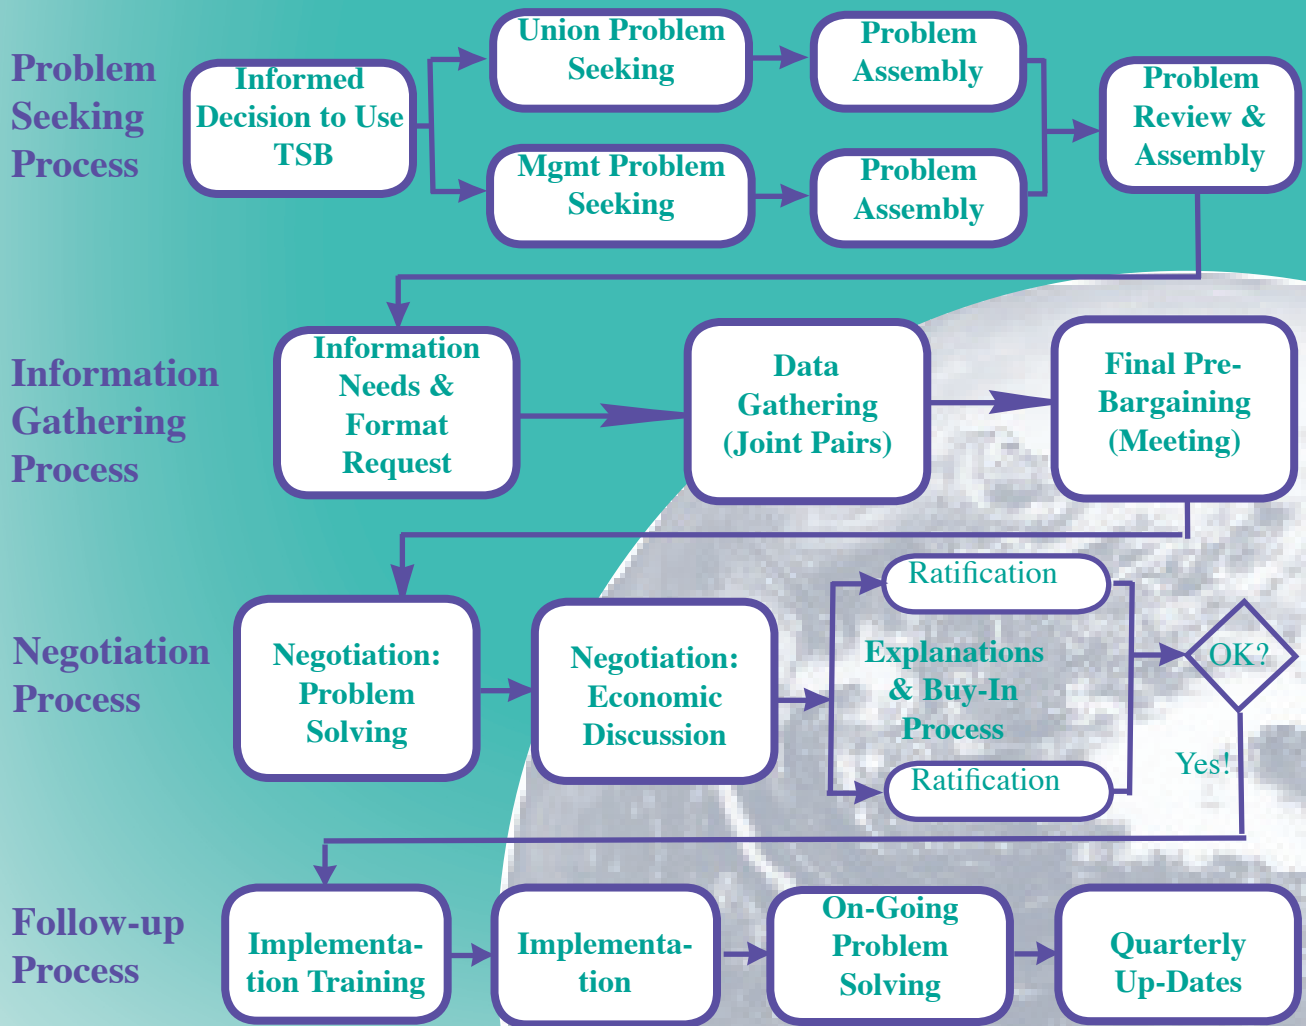 Problem
Seeking
Process
Informed
Decision to Use
TSB
Union Problem
Seeking
Problem
Assembly
Mgmt Problem
Seeking
Problem
Assembly
Problem
Review &
Assembly
Information
Gathering
Process
Information
Needs &
Format
Request
Data
Gathering
(Joint Pairs)
Final Pre-
Bargaining
(Meeting)
Negotiation
Process
Negotiation:
Problem
Solving
Negotiation:
Economic
Discussion
Ratification
Explanations
& Buy-In
Process
Ratification
OK?
Yes!
Follow-up
Process
Implementa-
tion Training
Implementa-
tion
On-Going
Problem
Solving
Quarterly
Up-Dates